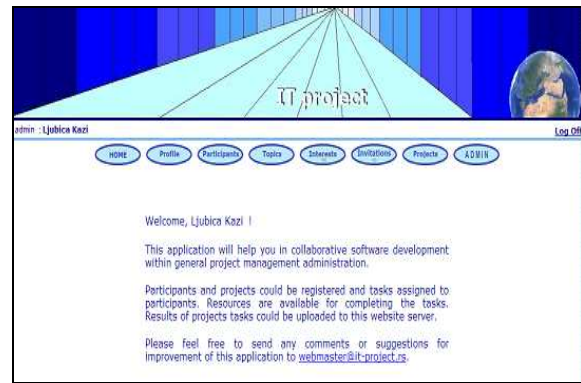 IT project
admin : Ljubica Kazi Log Off
HOME Profile Participants Topics Interests Invitations Projects ADMIN
Welcome, Ljubica Kazi !
This application will help you in collaborative software development
within general project management administration.
Participants and projects could be registered and tasks assigned to
participants. Resources are available for completing the tasks.
Results of projects tasks could be uploaded to this website server.
Please feel free to send any comments or suggestions for
improvement of this application to webmaster@it-project.rs.